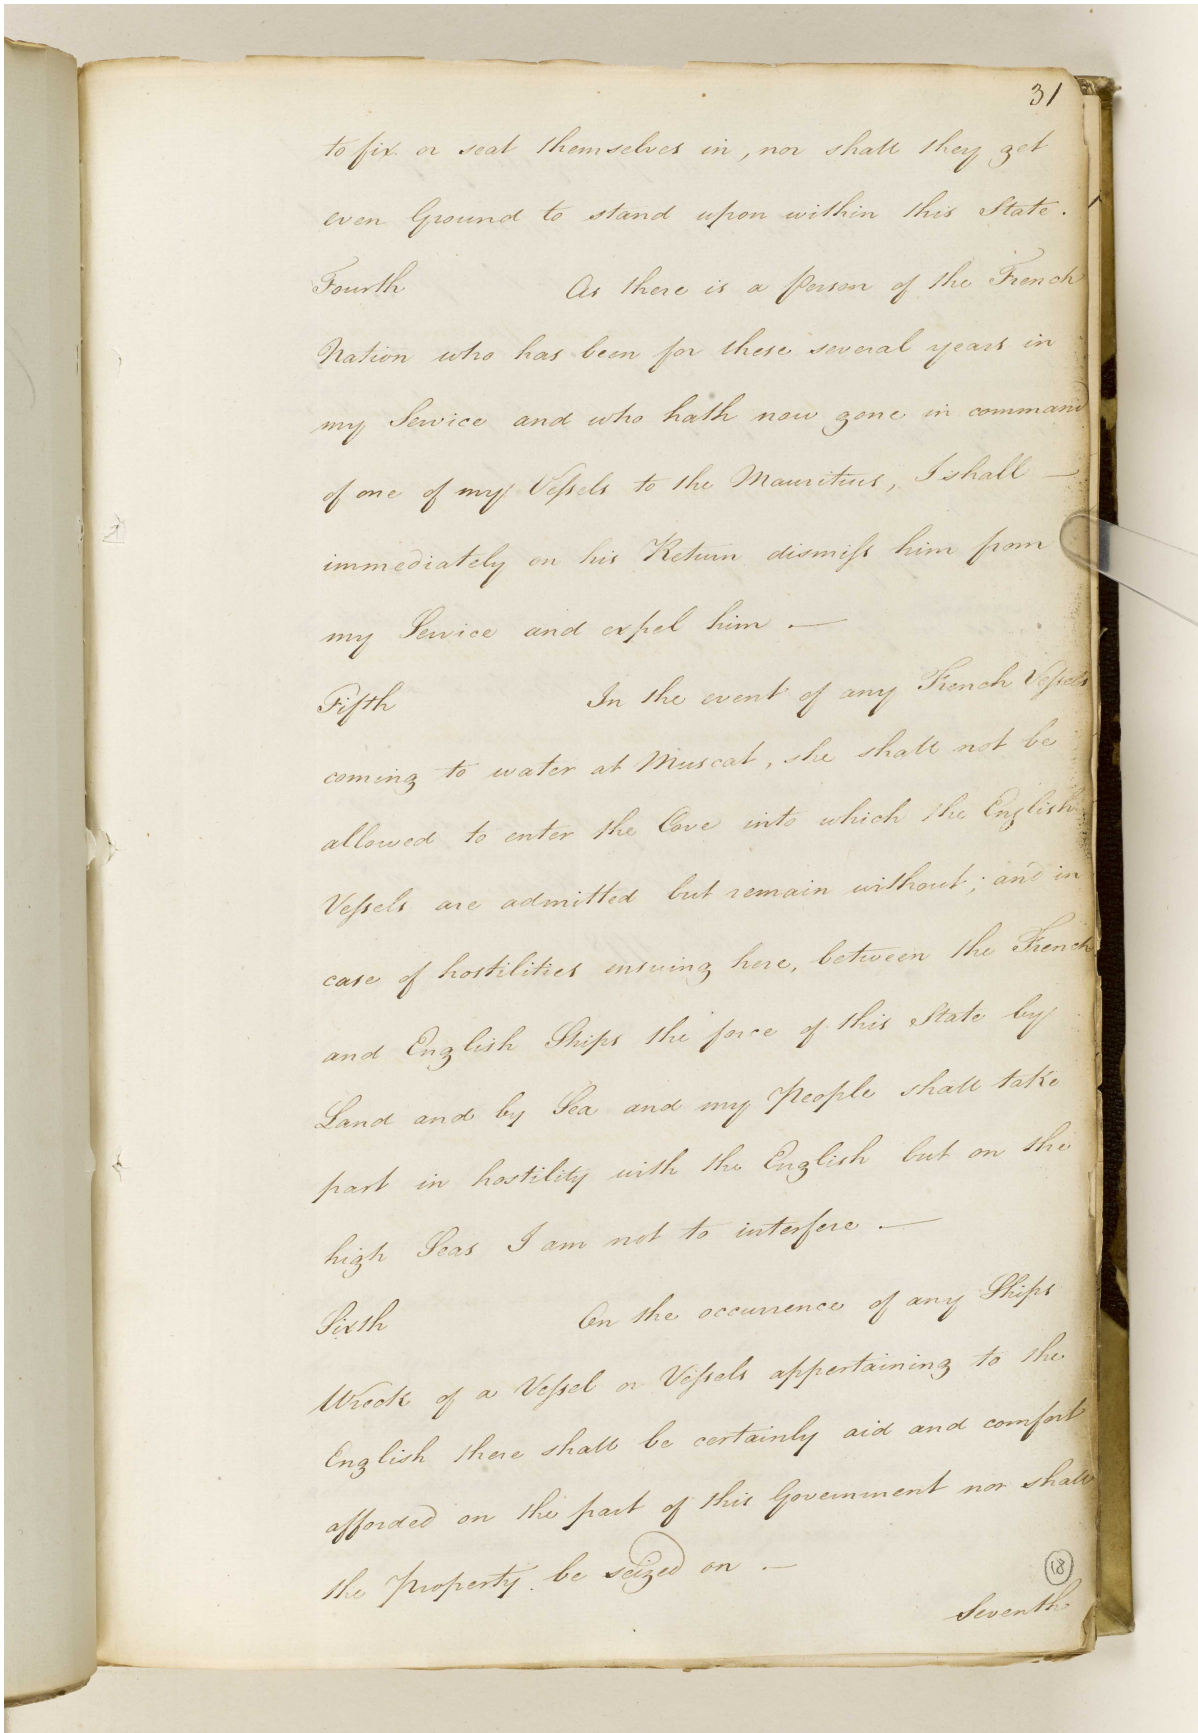 31
to fix or seat themselves in, nor shall they get
even Ground to stand upon within this State.
Fourth As there is a Person of the French
Nation who has been for these several years in
my Service and who hath now gone in command
of one of my Vessels to the Mauritius, I shall —
immediately on his Return dismiss him from
my Service and expel him —
Fifth In the event of any French Vessels
coming to water at Muscat, she shall not be
allowed to enter the Cove into which the English
Vessels are admitted but remain without; and in
case of hostilities ensuing here, between the French
and English Ships the force of this State by
Land and by Sea and my People shall take
part in hostility with the English but on the
high Seas I am not to interfere —
Sixth On the occurrence of any Ships
Wreck of a Vessel or Vessels appertaining to the
English there shall be certainly aid and comfort
afforded on the part of this Government nor shall
the Property be seized on. —
18
Seventh